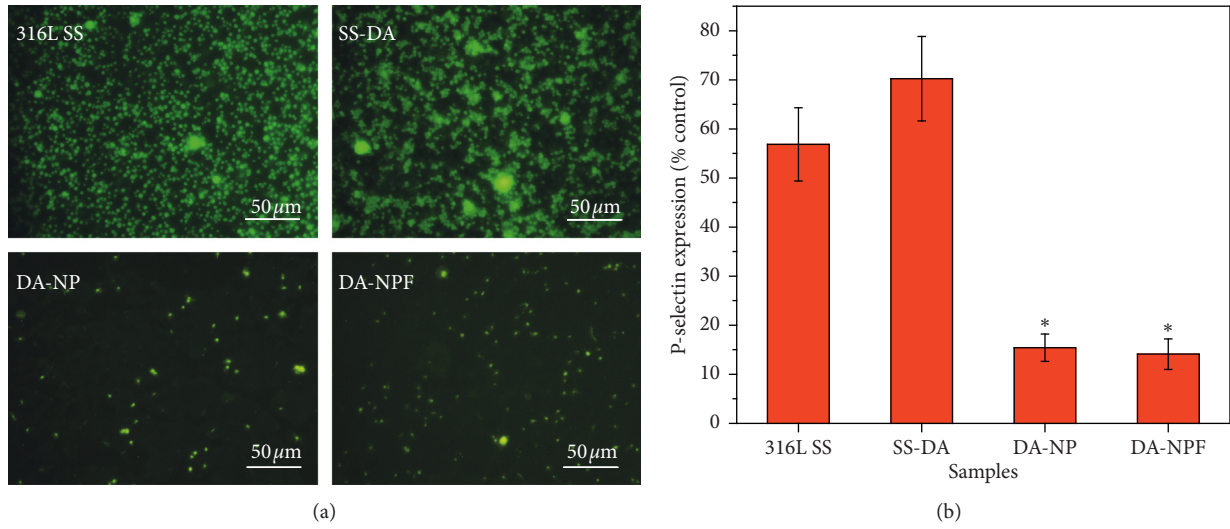 316L SS
SS-DA
50 μm
50 μm
DA-NP
DA-NPF
50 μm
50 μm
(a)
P-selectin expression (% control)
80
70
60
50
40
30
20
10
0
*
*
316L SS
SS-DA
DA-NP
DA-NPF
Samples
(b)